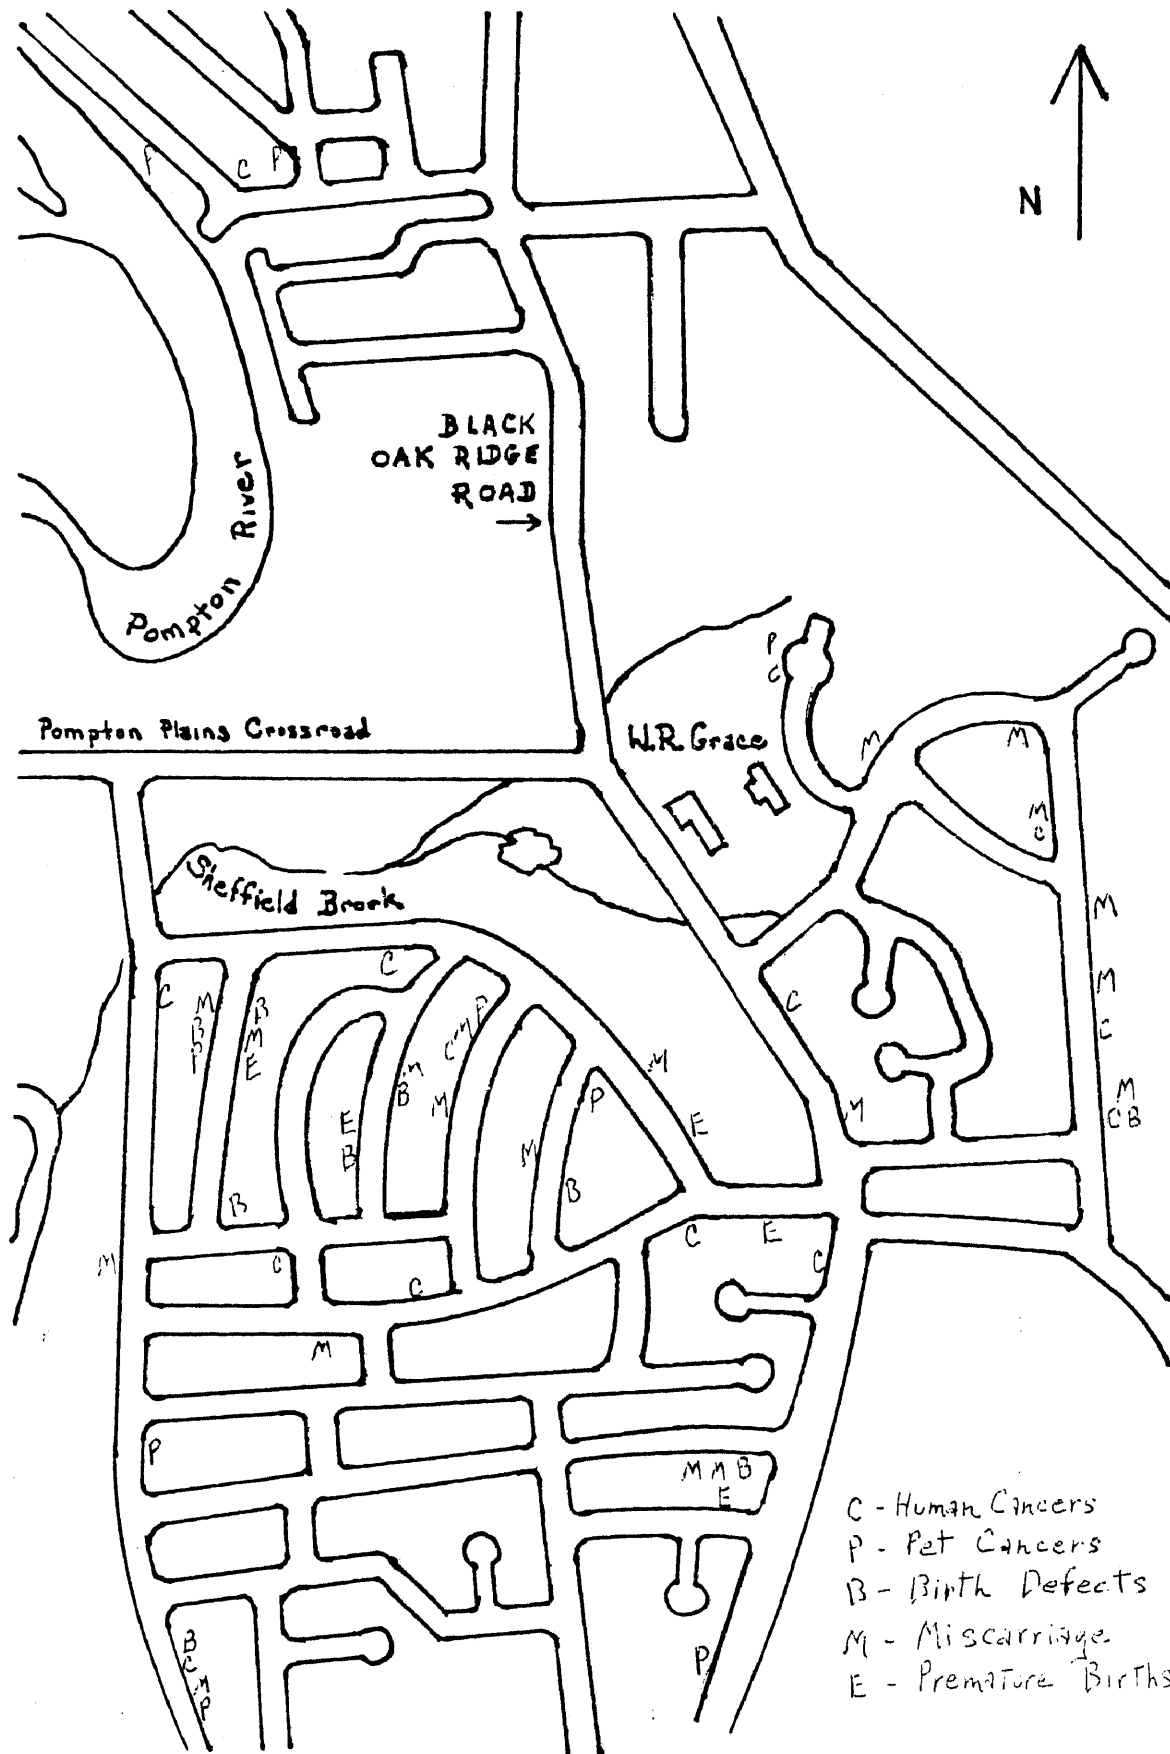 P
C P
N
BLACK
OAK RIDGE
ROAD
Pompton River
P
C
Pompton Plains Crossroad
W.R. Grace
M
M
M
C
Sheffield Brook
M
C
C
M
B
P
B
M
E
P
M
C
M
C
M
C
M
B
M
M
P
E
M
C B
E
B
M
B
B
M
C
C
E
C
C
M
P
M M B
E
B
C M
P
P
C - Human Cancers
P - Pet Cancers
B - Birth Defects
M - Miscarriage
E - Premature Births